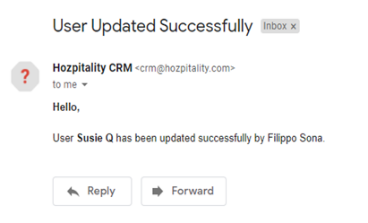 User Updated Successfully Inbox x
?
Hozpitality CRM <crm@hozpitality.com>
to me
Hello,
User Susie Q has been updated successfully by Filippo Sona.
Reply Forward